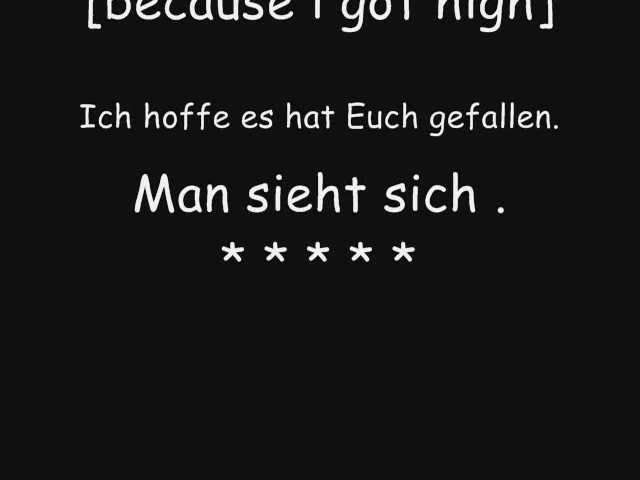 [because i got high]
Ich hoffe es hat Euch gefallen.
Man sieht sich .
* * * * *